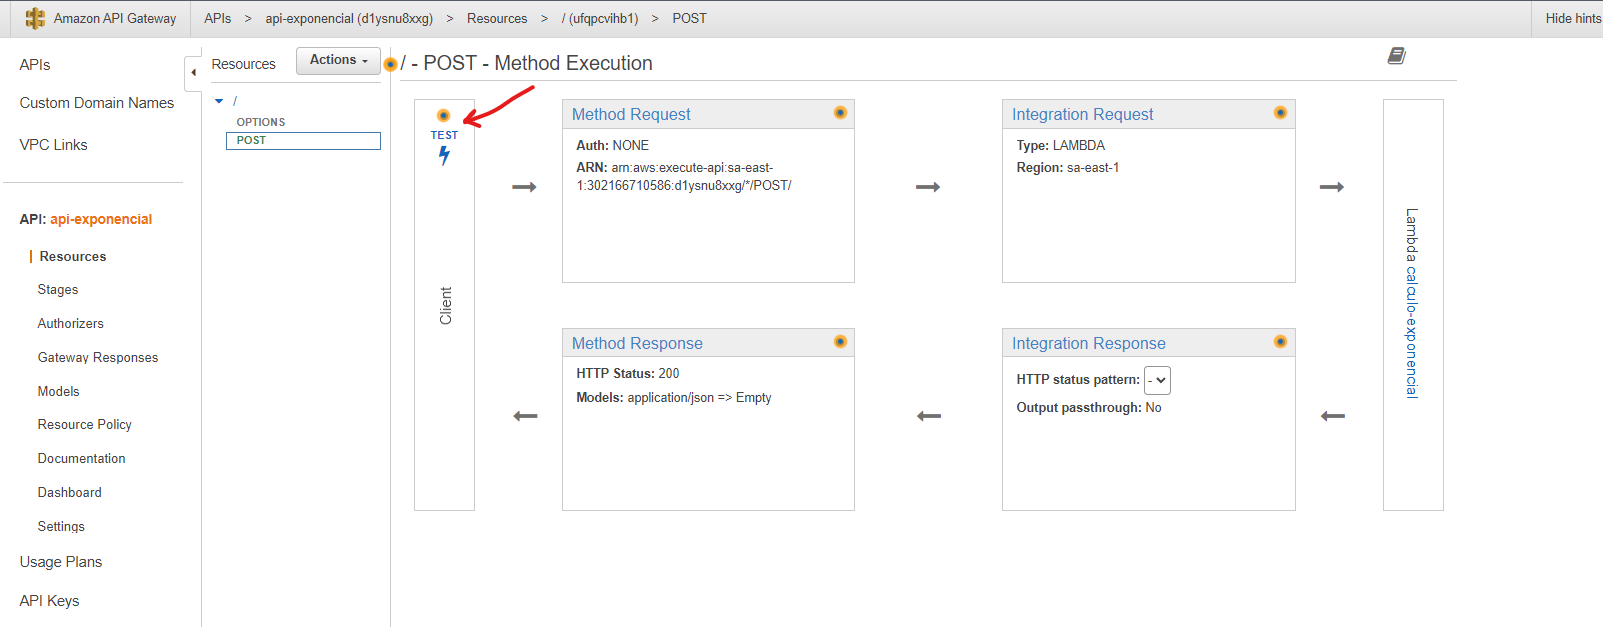 Amazon API Gateway
APIs > api-exponencial (d1ysnu8xxg) > Resources > / (ufqpcvihb1) > POST
Hide hints
APIs
Custom Domain Names
VPC Links
API: api-exponencial
Resources
Stages
Authorizers
Gateway Responses
Models
Resource Policy
Documentation
Dashboard
Settings
Usage Plans
API Keys
Resources
Actions
/
OPTIONS
POST
/ - POST - Method Execution
TEST
Client
Method Request
Auth: NONE
ARN: arn:aws:execute-api:sa-east-
1:302166710586:d1ysnu8xxg/*/POST/
Integration Request
Type: LAMBDA
Region: sa-east-1
Lambda calculo-exponencial
Method Response
HTTP Status: 200
Models: application/json => Empty
Integration Response
HTTP status pattern: -
Output passthrough: No